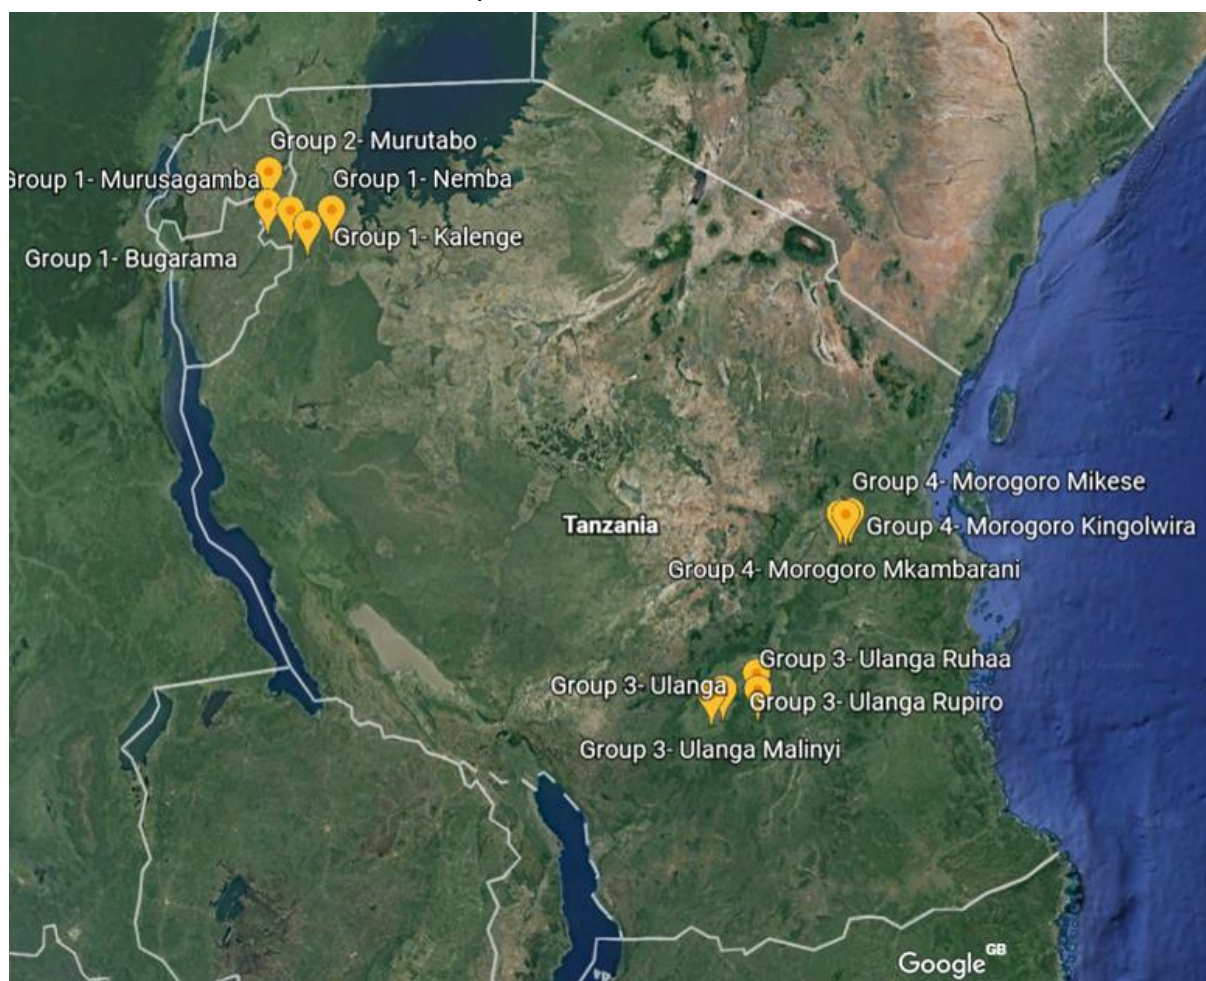 Group 2- Murutabo
Group 1- Murusagamba
Group 1- Nemba
Group 1- Kalenge
Group 1- Bugarama
Group 4- Morogoro Mikese
Tanzania
Group 4- Morogoro Kingolwira
Group 4- Morogoro Mkambarani
Group 3- Ulanga Ruhaa
Group 3- Ulanga
Group 3- Ulanga Rupiro
Group 3- Ulanga Malinyi
Google GB